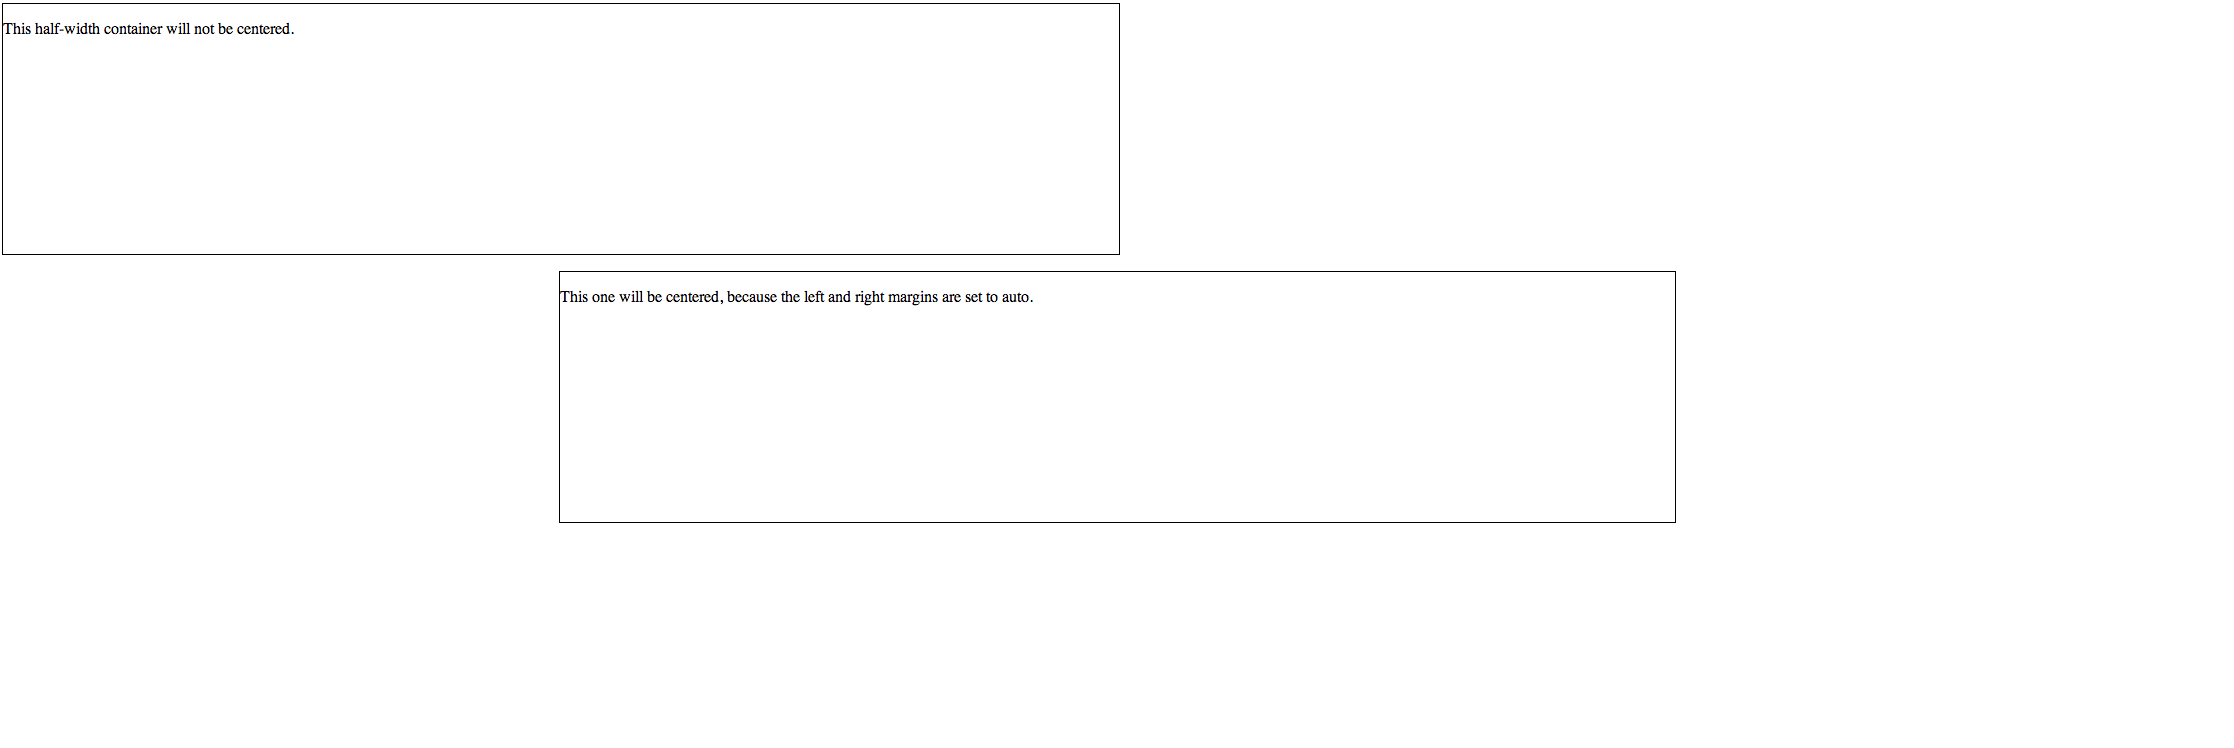 This half-width container will not be centered.
This one will be centered, because the left and right margins are set to auto.